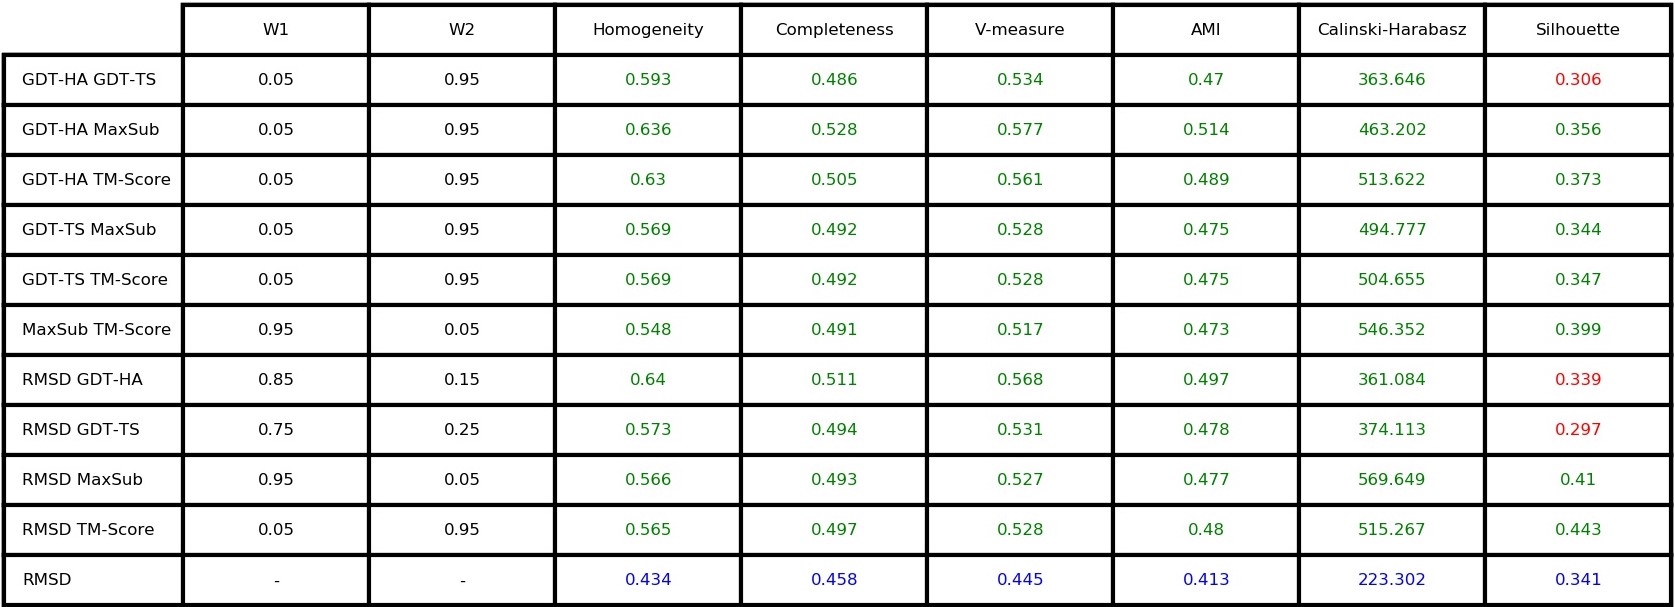 W1 W2 Homogeneity Completeness V-measure AMI Calinski-Harabasz Silhouette
GDT-HA GDT-TS 0.05 0.95 0.593 0.486 0.534 0.47 363.646 0.306
GDT-HA MaxSub 0.05 0.95 0.636 0.528 0.577 0.514 463.202 0.356
GDT-HA TM-Score 0.05 0.95 0.63 0.505 0.561 0.489 513.622 0.373
GDT-TS MaxSub 0.05 0.95 0.569 0.492 0.528 0.475 494.777 0.344
GDT-TS TM-Score 0.05 0.95 0.569 0.492 0.528 0.475 504.655 0.347
MaxSub TM-Score 0.95 0.05 0.548 0.491 0.517 0.473 546.352 0.399
RMSD GDT-HA 0.85 0.15 0.64 0.511 0.568 0.497 361.084 0.339
RMSD GDT-TS 0.75 0.25 0.573 0.494 0.531 0.478 374.113 0.297
RMSD MaxSub 0.95 0.05 0.566 0.493 0.527 0.477 569.649 0.41
RMSD TM-Score 0.05 0.95 0.565 0.497 0.528 0.48 515.267 0.443
RMSD - - 0.434 0.458 0.445 0.413 223.302 0.341